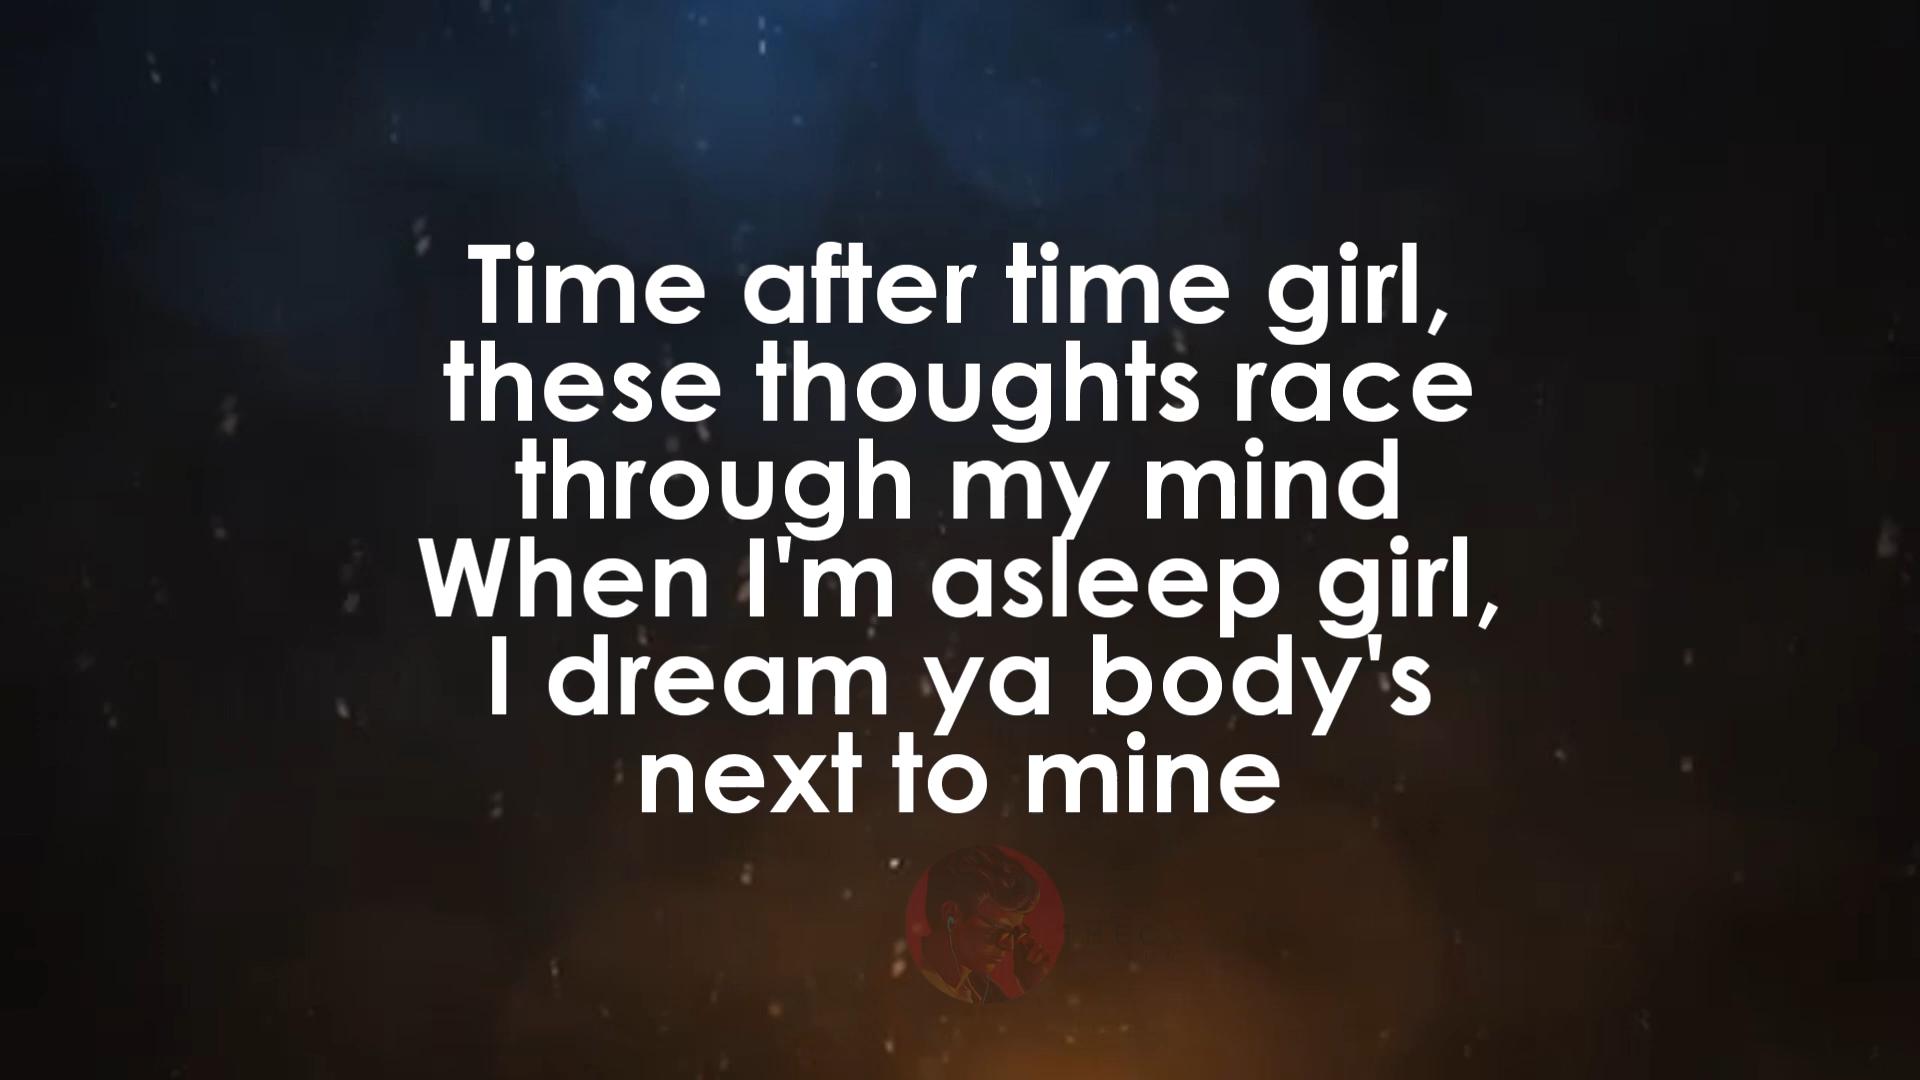 Time after time girl,
these thoughts race
through my mind
When I'm asleep girl,
I dream ya body's
next to mine